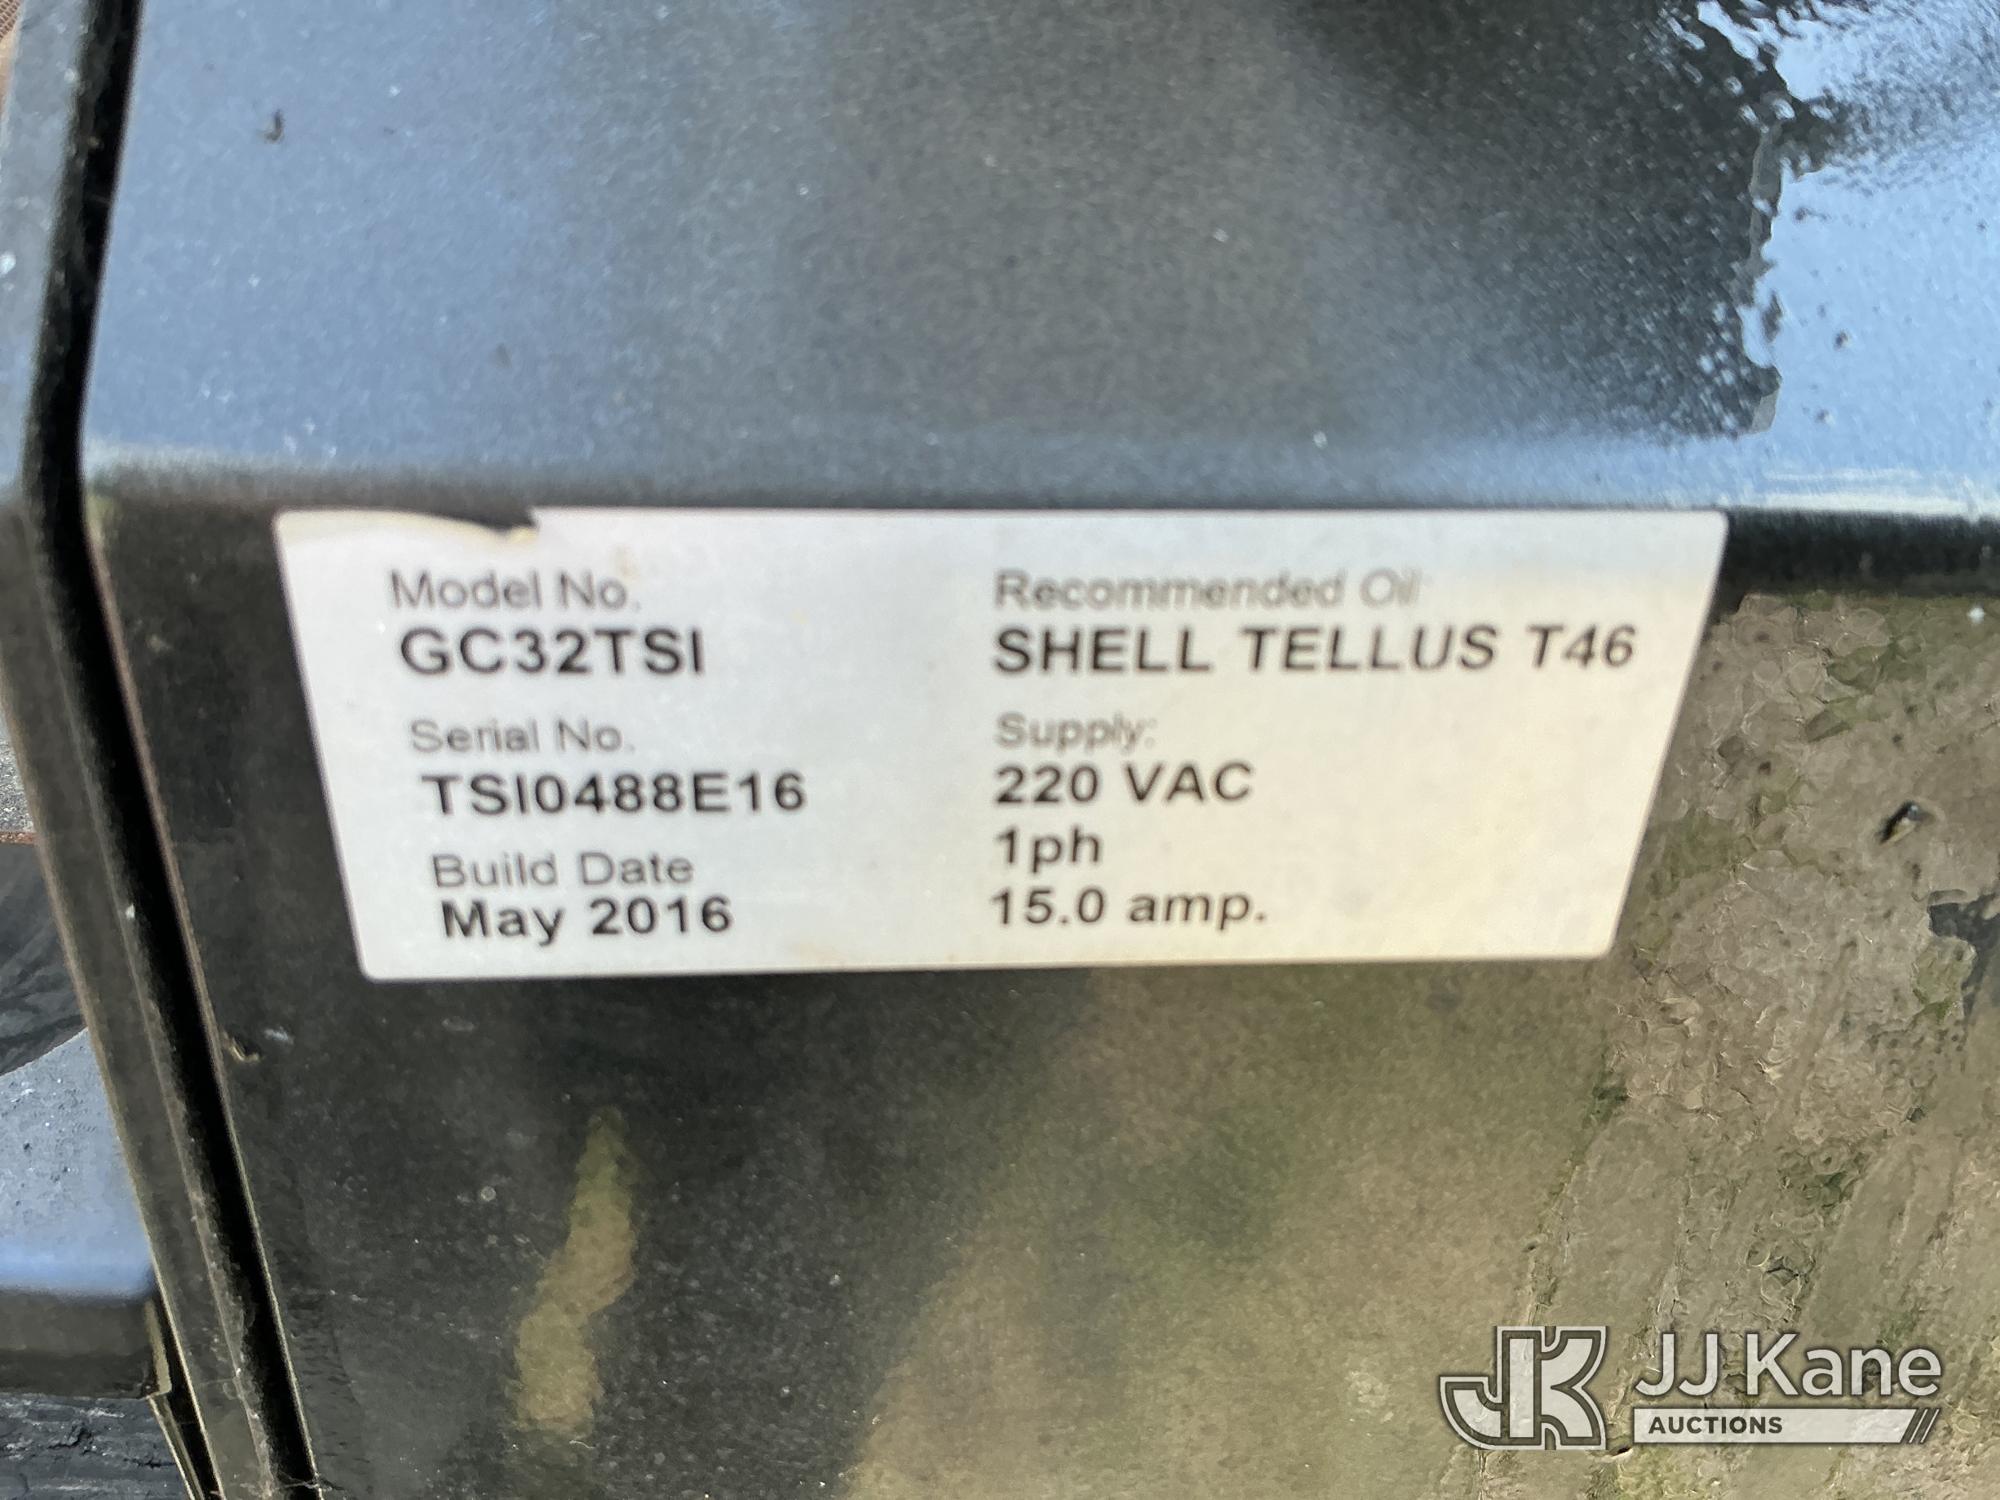 Model No.
GC32TSI
Serial No.
TSI0488E16
Build Date
May 2016
Recommended Oil:
SHELL TELLUS T46
Supply:
220 VAC
1ph
15.0 amp.
JK
JJ Kane
AUCTIONS